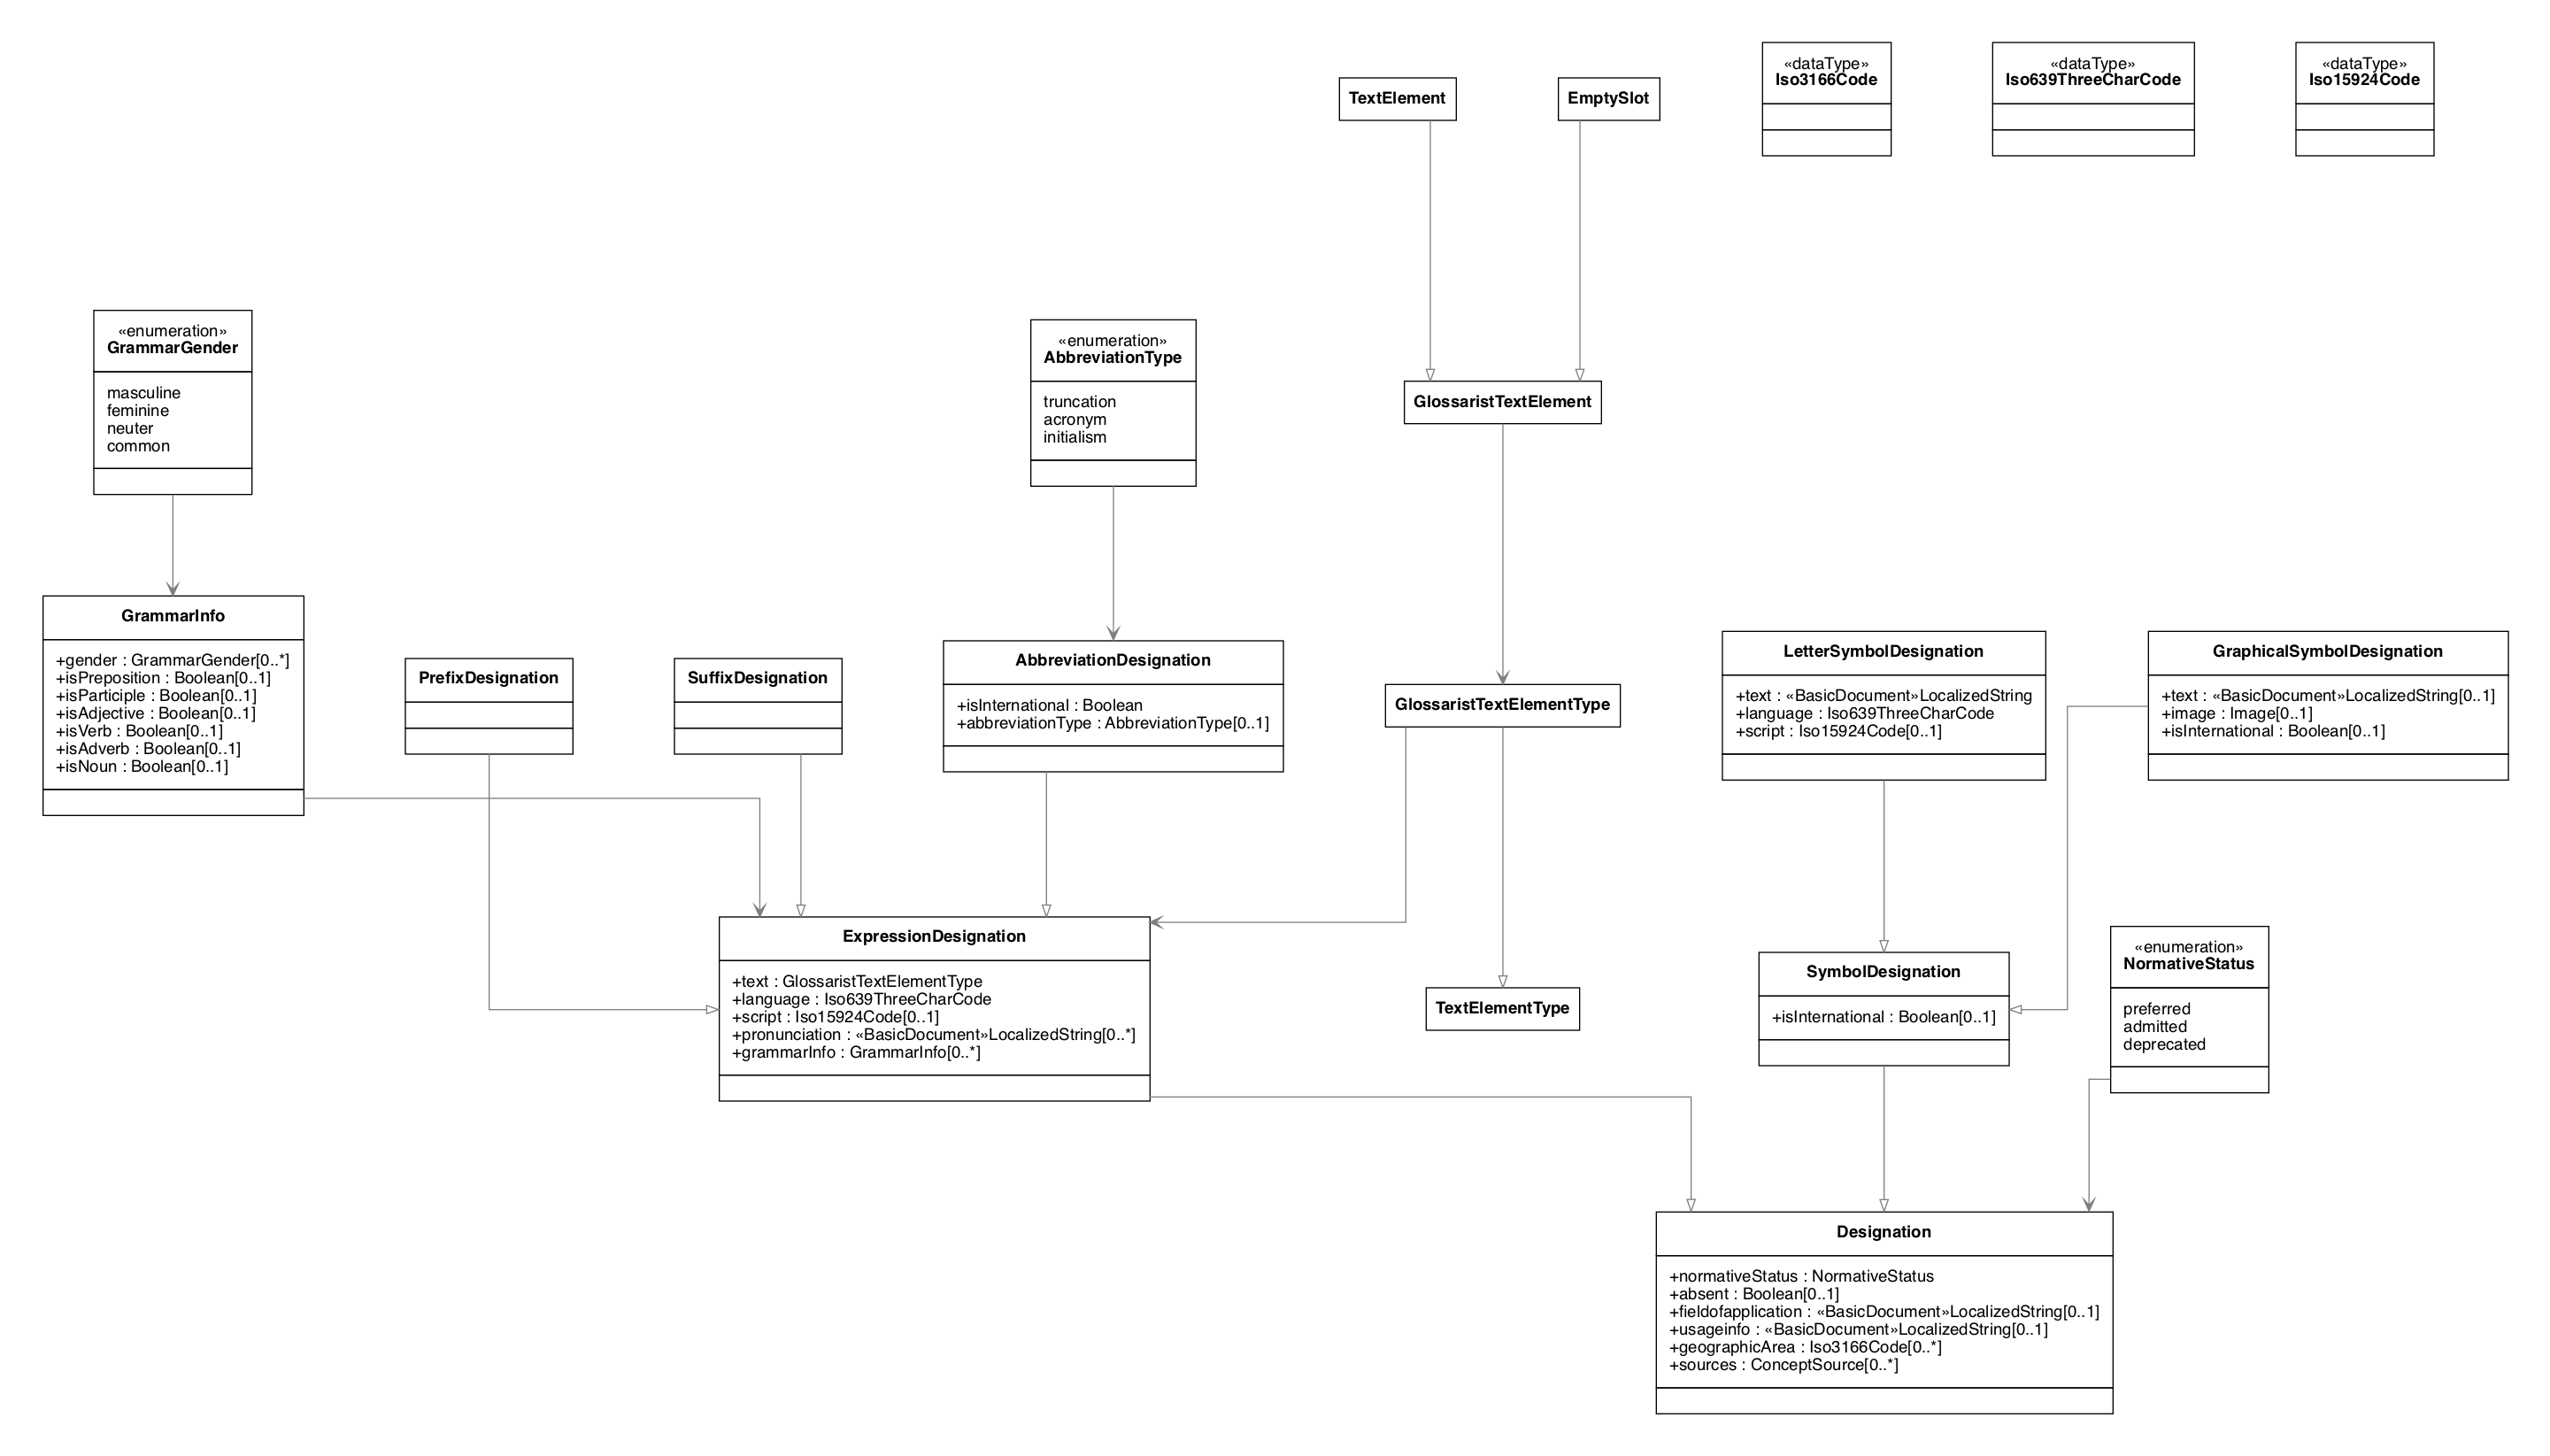 «dataType»
Iso3166Code
«dataType»
Iso639ThreeCharCode
«dataType»
Iso15924Code
TextElement
EmptySlot
«enumeration»
GrammarGender
masculine
feminine
neuter
common
«enumeration»
AbbreviationType
truncation
acronym
initialism
GlossaristTextElement
GrammarInfo
+gender : GrammarGender[0..*]
+isPreposition : Boolean[0..1]
+isParticiple : Boolean[0..1]
+isAdjective : Boolean[0..1]
+isVerb : Boolean[0..1]
+isAdverb : Boolean[0..1]
+isNoun : Boolean[0..1]
PrefixDesignation
SuffixDesignation
AbbreviationDesignation
+isInternational : Boolean
+abbreviationType : AbbreviationType[0..1]
GlossaristTextElementType
LetterSymbolDesignation
+text : «BasicDocument»LocalizedString
+language : Iso639ThreeCharCode
+script : Iso15924Code[0..1]
GraphicalSymbolDesignation
+text : «BasicDocument»LocalizedString[0..1]
+image : Image[0..1]
+isInternational : Boolean[0..1]
ExpressionDesignation
+text : GlossaristTextElementType
+language : Iso639ThreeCharCode
+script : Iso15924Code[0..1]
+pronunciation : «BasicDocument»LocalizedString[0..*]
+grammarInfo : GrammarInfo[0..*]
TextElementType
SymbolDesignation
+isInternational : Boolean[0..1]
«enumeration»
NormativeStatus
preferred
admitted
deprecated
Designation
+normativeStatus : NormativeStatus
+absent : Boolean[0..1]
+fieldofapplication : «BasicDocument»LocalizedString[0..1]
+usageinfo : «BasicDocument»LocalizedString[0..1]
+geographicArea : Iso3166Code[0..*]
+sources : ConceptSource[0..*]